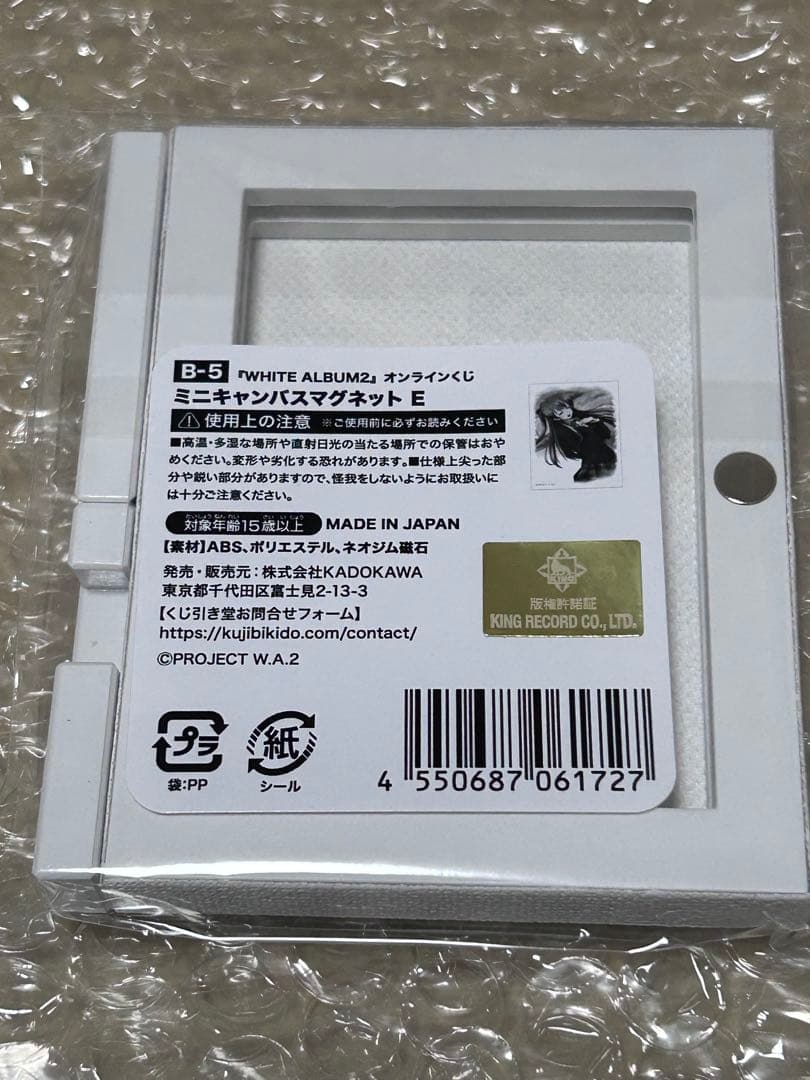 B-5 『WHITE ALBUM2』オンラインくじ
ミニキャンバスマグネット E
⚠使用上の注意 ※ご使用前に必ずお読みください
■高温・多湿な場所や直射日光の当たる場所での保管はおや
めください。変形や劣化する恐れがあります。■仕様上尖った部
分や鋭い部分がありますので、怪我をしないようにお取扱いに
は十分ご注意ください。
対象年齢15歳以上 MADE IN JAPAN
【素材】ABS、ポリエステル、ネオジム磁石
発売・販売元：株式会社KADOKAWA
東京都千代田区富士見2-13-3
【くじ引き堂お問合せフォーム】
https://kujibikido.com/contact/
©PROJECT W.A.2
KING
版権許諾証
KING RECORD CO., LTD.
プラ
袋：PP
紙
シール
4 550687 061727